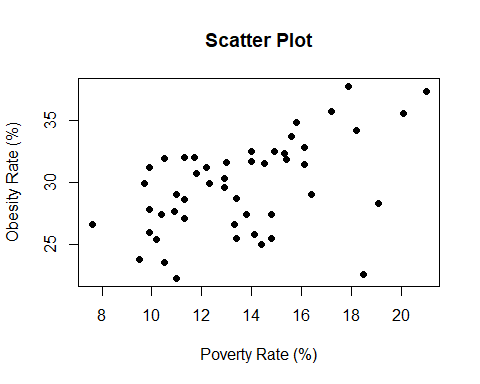 Scatter Plot
Obesity Rate (%)
35
30
25
8 10 12 14 16 18 20
Poverty Rate (%)